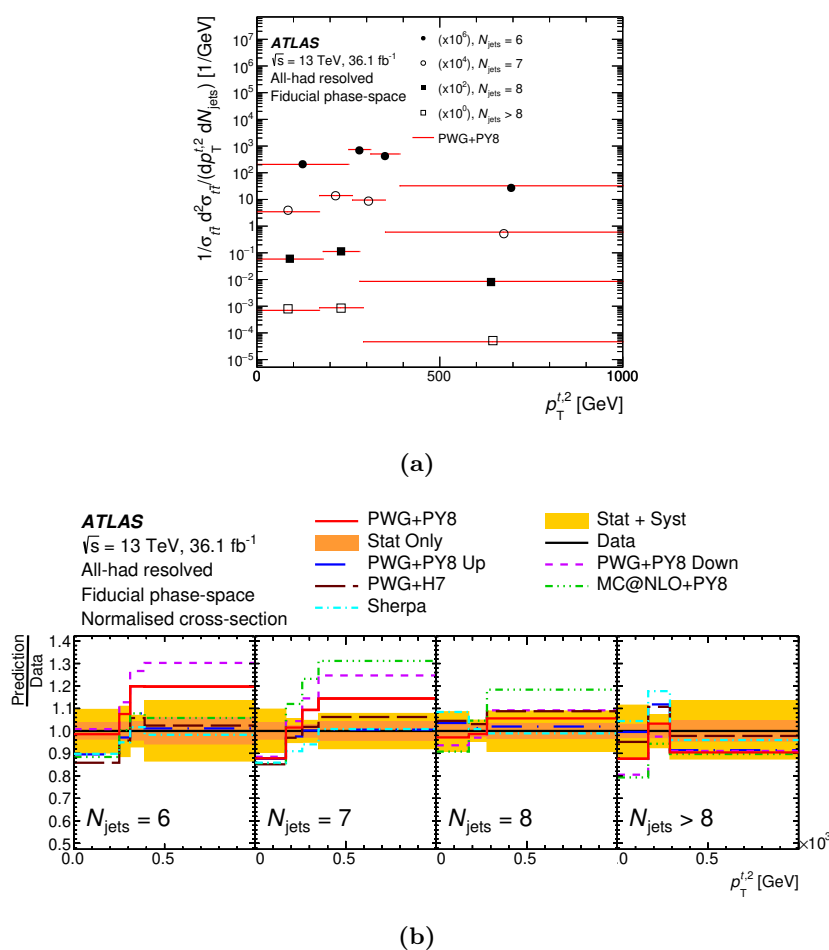 ATLAS
√s = 13 TeV, 36.1 fb⁻¹
All-had resolved
Fiducial phase-space
(x10⁶), N_jets = 6
(x10⁴), N_jets = 7
(x10²), N_jets = 8
(x10⁰), N_jets > 8
PWG+PY8
1/σ_tt̄ d²σ_tt̄/(dp_T^t,2 dN_jets) [1/GeV]
10⁷
10⁶
10⁵
10⁴
10³
10²
10
1
10⁻¹
10⁻²
10⁻³
10⁻⁴
10⁻⁵
0 500 1000
p_T^t,2 [GeV]
(a)
ATLAS
√s = 13 TeV, 36.1 fb⁻¹
All-had resolved
Fiducial phase-space
Normalised cross-section
PWG+PY8
Stat Only
PWG+PY8 Up
PWG+H7
Sherpa
Stat + Syst
Data
PWG+PY8 Down
MC@NLO+PY8
Prediction
Data
1.4
1.3
1.2
1.1
1.0
0.9
0.8
0.7
0.6
0.5
N_jets = 6 N_jets = 7 N_jets = 8 N_jets > 8
0.0 0.5 0.0 0.5 0.0 0.5 0.0 0.5
×10³
p_T^t,2 [GeV]
(b)